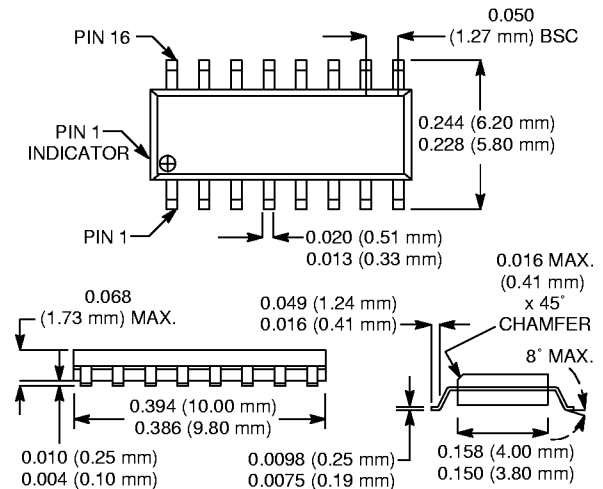 0.050
(1.27 mm) BSC
PIN 16
0.244 (6.20 mm)
0.228 (5.80 mm)
PIN 1
INDICATOR
PIN 1
0.020 (0.51 mm)
0.013 (0.33 mm)
0.016 MAX.
(0.41 mm)
x 45°
CHAMFER
0.068
(1.73 mm) MAX.
0.049 (1.24 mm)
0.016 (0.41 mm)
8° MAX.
0.394 (10.00 mm)
0.386 (9.80 mm)
0.010 (0.25 mm)
0.004 (0.10 mm)
0.0098 (0.25 mm)
0.0075 (0.19 mm)
0.158 (4.00 mm)
0.150 (3.80 mm)